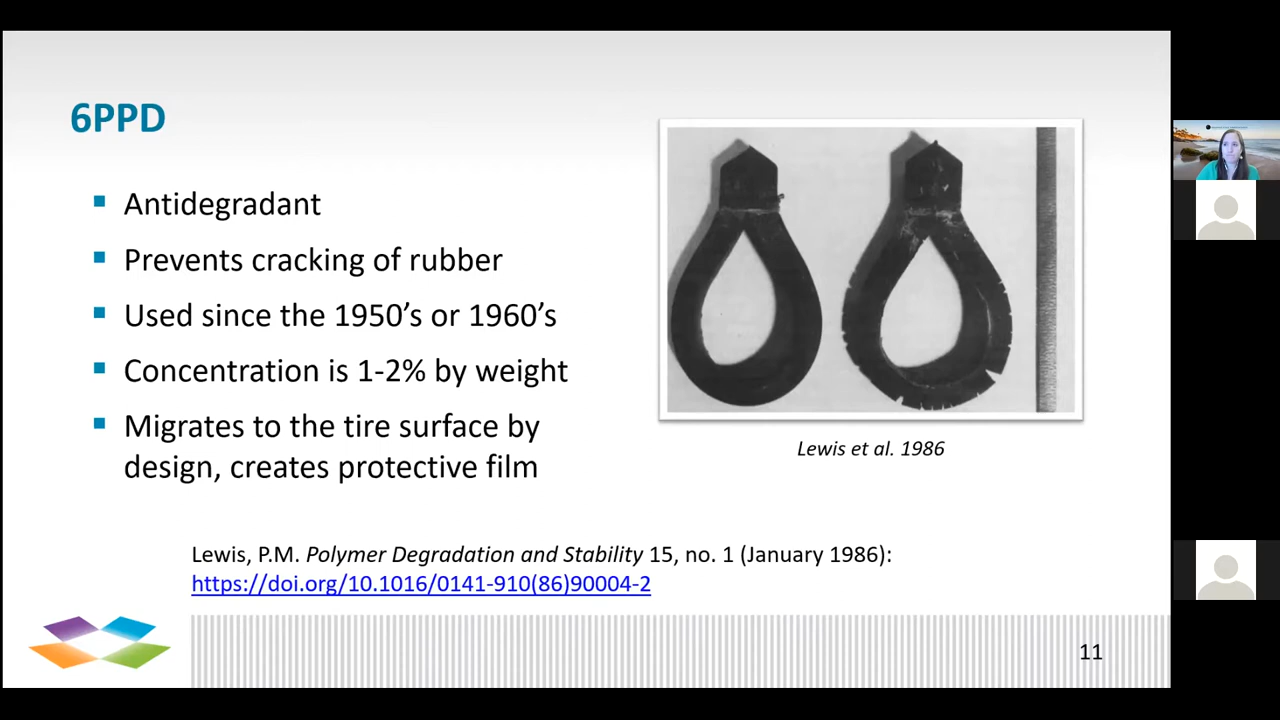 6PPD
Antidegradant
Prevents cracking of rubber
Used since the 1950's or 1960's
Concentration is 1-2% by weight
Migrates to the tire surface by
design, creates protective film
Lewis et al. 1986
Lewis, P.M. Polymer Degradation and Stability 15, no. 1 (January 1986):
https://doi.org/10.1016/0141-910(86)90004-2
11